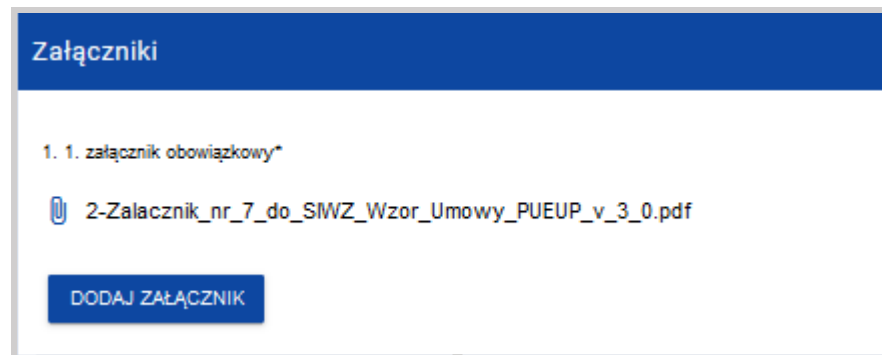 Załączniki
1. 1. załącznik obowiązkowy*
2-Zalacznik_nr_7_do_SIWZ_Wzor_Umowy_PUEUP_v_3_0.pdf
DODAJ ZAŁĄCZNIK